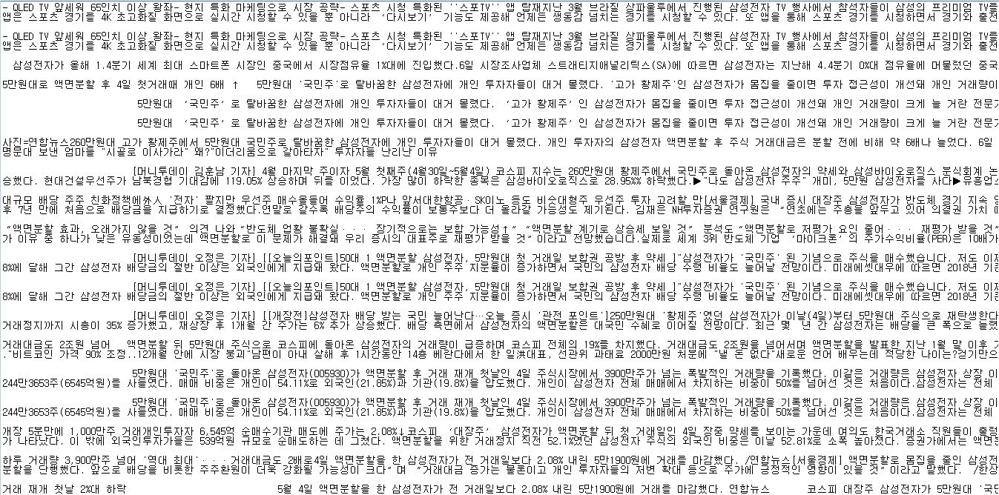 - QLED TV 앞세워 65인치 이상 왕좌- 현지 특화 마케팅으로 시장 공략- 스포츠 시청 특화된 ''스포TV'' 앱 탑재지난 3월 브라질 상파울루에서 진행된 삼성전자 TV 행사에서 참석자들이 삼성의 프리미엄 TV를
앱은 스포츠 경기를 4K 초고화질 화면으로 실시간 시청할 수 있을 뿐 아니라 ‘다시보기’ 기능도 제공해 언제든 생동감 넘치는 경기를 시청할 수 있다. 또 앱을 통해 스포츠 경기를 시청하면서 경기와 출전
- QLED TV 앞세워 65인치 이상 왕좌- 현지 특화 마케팅으로 시장 공략- 스포츠 시청 특화된 ''스포TV'' 앱 탑재지난 3월 브라질 상파울루에서 진행된 삼성전자 TV 행사에서 참석자들이 삼성의 프리미엄 TV를
앱은 스포츠 경기를 4K 초고화질 화면으로 실시간 시청할 수 있을 뿐 아니라 ‘다시보기’ 기능도 제공해 언제든 생동감 넘치는 경기를 시청할 수 있다. 또 앱을 통해 스포츠 경기를 시청하면서 경기와 출전
삼성전자가 올해 1.4분기 세계 최대 스마트폰 시장인 중국에서 시장점유율 1%대에 진입했다.6일 시장조사업체 스트래티지애널리틱스(SA)에 따르면 삼성전자는 지난해 4.4분기 0%대 점유율에 머물렀던 중국
5만원대로 액면분할 후 4일 첫거래때 개인 6배 ↑ 5만원대 '국민주'로 탈바꿈한 삼성전자에 개인 투자자들이 대거 몰렸다. '고가 황제주'인 삼성전자가 몸집을 줄이면 투자 접근성이 개선돼 개인 거래량이
5만원대 ‘국민주’로 탈바꿈한 삼성전자에 개인 투자자들이 대거 몰렸다. ‘고가 황제주’인 삼성전자가 몸집을 줄이면 투자 접근성이 개선돼 개인 거래량이 크게 늘 거란 전문가
5만원대 ‘국민주’로 탈바꿈한 삼성전자에 개인 투자자들이 대거 몰렸다. ‘고가 황제주’인 삼성전자가 몸집을 줄이면 투자 접근성이 개선돼 개인 거래량이 크게 늘 거란 전문가
사진=연합뉴스260만원대 고가 황제주에서 5만원대 국민주로 탈바꿈한 삼성전자에 개인 투자자들이 대거 몰렸다. 개인 투자자의 삼성전자 액면분할 후 주식 거래대금은 분할 전에 비해 약 6배나 늘었다. 6일
명문대 보낸 엄마들 "시골로 이사가라" 왜?"이더리움으로 갈아타자" 투자자들 난리난 이유
[머니투데이 김훈남 기자] 4월 마지막 주이자 5월 첫째주(4월30일~5월4일) 코스피 지수는 260만원대 황제주에서 국민주로 돌아온 삼성전자의 약세와 삼성바이오로직스 분식회계 논
승했다. 현대건설우선주가 남북경협 기대감에 119.05% 상승하며 뒤를 이었다. 가장 많이 하락한 종목은 삼성바이오로직스로 28.95%% 하락했다.▶"나도 삼성전자 주주" 개미, 5만원 삼성전자를 사다▶유흥업소
대규모 배당 주주 친화정책에外人 '전자' 팔지만 우선주 매수몰들어 수익률 1%P나 앞서대한항공·SK이노 등도 비슷대형주 우선주 투자 고려할 만[서울경제] 국내 증시 대장주 삼성전자가 반도체 경기 지속 우
후 7년 만에 처음으로 배당금을 지급하기로 결정했다.연말로 갈수록 배당주의 수익률이 보통주보다 더 올라갈 가능성도 제기된다. 김재은 NH투자증권 연구원은 “연초에는 주총을 앞두고 있어 의결권 가치 때
“액면분할 효과, 오래가지 않을 것” 의견 나와“반도체 업황 불확실··· 장기적으로는 보합 가능성↑” “액면분할 계기로 상승세 보일 것” 분석도“액면분할로 저평가 요인 줄어··· 재평가 받을 것”
가 이유 중 하나가 낮은 유동성이었는데 액면분할로 이 문제가 해결돼 우리 증시의 대표주로 재평가 받을 것”이라고 전망했습니다.실제로 세계 3위 반도체 기업 ‘마이크론’의 주가수익비율(PER)은 10배가
[머니투데이 오정은 기자] [[오늘의포인트]50대 1 액면분할 삼성전자, 5만원대 첫 거래일 보합권 공방 후 약세 ]"삼성전자가 '국민주' 된 기념으로 주식을 매수했습니다. 저도 이제
8%에 달해 그간 삼성전자 배당금의 절반 이상은 외국인에게 지급돼 왔다. 액면분할로 개인 주주 지분율이 증가하면서 국민의 삼성전자 배당 수령 비율도 늘어날 전망이다. 미래에셋대우에 따르면 2018년 기준
[머니투데이 오정은 기자] [[오늘의포인트]50대 1 액면분할 삼성전자, 5만원대 첫 거래일 보합권 공방 후 약세 ]"삼성전자가 '국민주' 된 기념으로 주식을 매수했습니다. 저도 이제
8%에 달해 그간 삼성전자 배당금의 절반 이상은 외국인에게 지급돼 왔다. 액면분할로 개인 주주 지분율이 증가하면서 국민의 삼성전자 배당 수령 비율도 늘어날 전망이다. 미래에셋대우에 따르면 2018년 기준
[머니투데이 오정은 기자] [[개장전]삼성전자 배당 받는 국민 늘어난다…오늘 증시 '관전 포인트']250만원대 '황제주'였던 삼성전자가 이날(4일)부터 5만원대 주식으로 재탄생한다
거래정지까지 시총이 35% 증가했고, 재상장 후 1개월 간 주가는 6% 추가 상승했다. 배당 측면에서 삼성전자의 액면분할은 대국민 수혜로 이어질 전망이다. 최근 몇 년 간 삼성전자는 배당을 큰 폭으로 늘렸
거래대금도 2조원 넘어 액면분할 뒤 5만원대 주식으로 코스피에 돌아온 삼성전자의 거래량이 급증하며 코스피 전체의 19%를 차지했다. 거래대금도 2조원을 넘어서며 액면분할을 발표한 지난 1월 말 이후 가
."비트코인 가격 90% 조정..12개월 안에 시장 붕괴"남편이 아내 살해 후 1시간동안 14층 베란다에서 한 일洪대표, 선관위 과태료 2000만원 처분에 "낼 돈 없다"새로운 언어 배우는데 적당한 나이는?걷기만으
5만원대 '국민주'로 돌아온 삼성전자(005930)가 액면분할 후 거래 재개 첫날인 4일 주식시장에서 3900만주가 넘는 폭발적인 거래량을 기록했다. 이같은 거래량은 삼성전자 상장 이
244만3653주(6545억원)를 사들였다. 매매 비중은 개인이 54.11%로 외국인(21.85%)과 기관(19.8%)을 압도했다. 개인이 삼성전자 전체 매매에서 차지하는 비중이 50%를 넘어선 것은 처음이다.삼성전자는 전체
5만원대 '국민주'로 돌아온 삼성전자(005930)가 액면분할 후 거래 재개 첫날인 4일 주식시장에서 3900만주가 넘는 폭발적인 거래량을 기록했다. 이같은 거래량은 삼성전자 상장 이
244만3653주(6545억원)를 사들였다. 매매 비중은 개인이 54.11%로 외국인(21.85%)과 기관(19.8%)을 압도했다. 개인이 삼성전자 전체 매매에서 차지하는 비중이 50%를 넘어선 것은 처음이다.삼성전자는 전체
개장 5분만에 1,000만주 거래개인투자자 6,545억 순매수기관 매도에 주가는 2.08%↓코스피 ‘대장주’ 삼성전자가 액면분할 뒤 첫 거래일인 4일 장중 약세를 보이는 가운데 여의도 한국거래소 직원들이 출렁
가 나타났다. 이 밖에 외국인투자가들은 539억원 규모로 순매도하는 데 그쳤다. 액면분할을 위한 거래정지 직전 52.1%였던 삼성전자 주식의 외국인 비중은 이날 52.81%로 소폭 높아졌다. 증권가에서는 액면분
하루 거래량 3,900만주 넘어 '역대 최대'···거래대금도 2배로4일 액면분할을 한 삼성전자가 전 거래일보다 2.08% 내린 5만1900원에 거래를 마감했다. /연합뉴스[서울경제] 액면분할로 몸집을 줄인 삼성전
분할을 단행했다. 앞으로 배당을 비롯한 주주환원이 더욱 강화될 가능성이 크다”며 “거래대금 증가는 물론이고 개인 투자자들의 저변 확대 등으로 주가에 긍정적인 영향이 있을 것”이라고 말했다. /한상
거래 재개 첫날 2%대 하락 5월 4일 액면분할을 한 삼성전자가 전 거래일보다 2.08% 내린 5만1900원에 거래를 마감했다. 연합뉴스 코스피 대장주 삼성전자가 5만원대 '국민